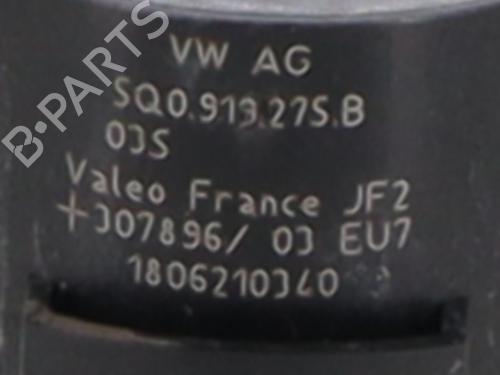 B-PARTS
VW AG
5Q0.919.275.B
03S
Valeo France JF2
+307896/ 03 EU7
1806210340